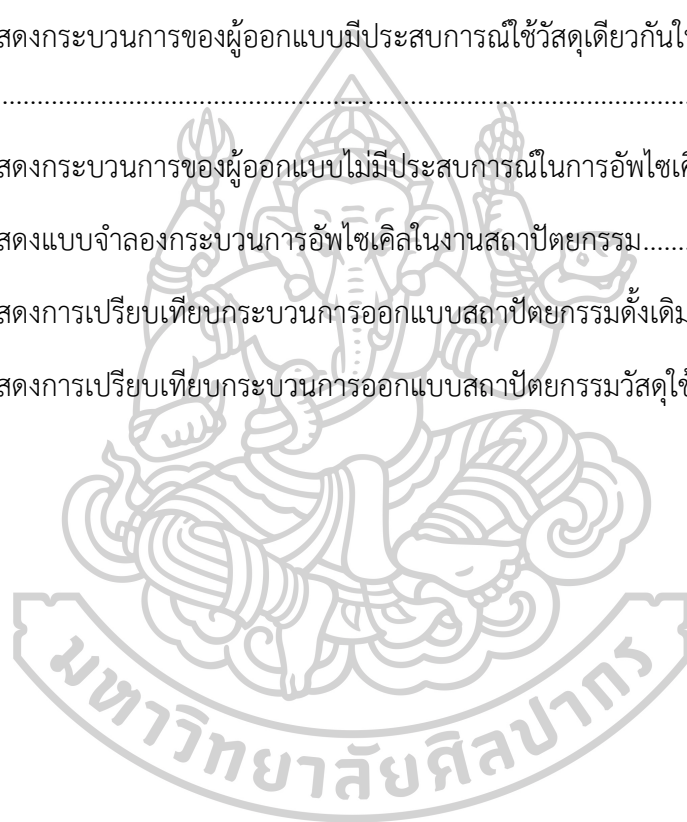 สดงกระบวนการของผู้ออกแบบมีประสบการณ์ใช้วัสดุเดียวกันใ
................................................................................................
สดงกระบวนการของผู้ออกแบบไม่มีประสบการณ์ในการอัพไซเคิ
สดงแบบจำลองกระบวนการอัพไซเคิลในงานสถาปัตยกรรม........
สดงการเปรียบเทียบกระบวนการออกแบบสถาปัตยกรรมดั้งเดิม
สดงการเปรียบเทียบกระบวนการออกแบบสถาปัตยกรรมวัสดุใช้
มหาวิทยาลัยศิลปากร